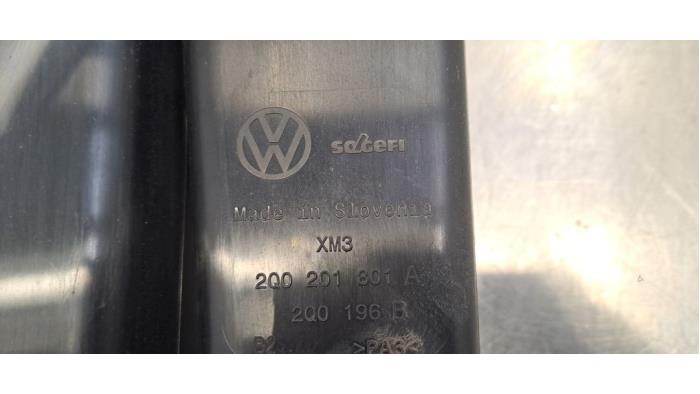 SOGEFI
Made in Slovenia
XM3
2Q0 201 801 A
2Q0 196 B